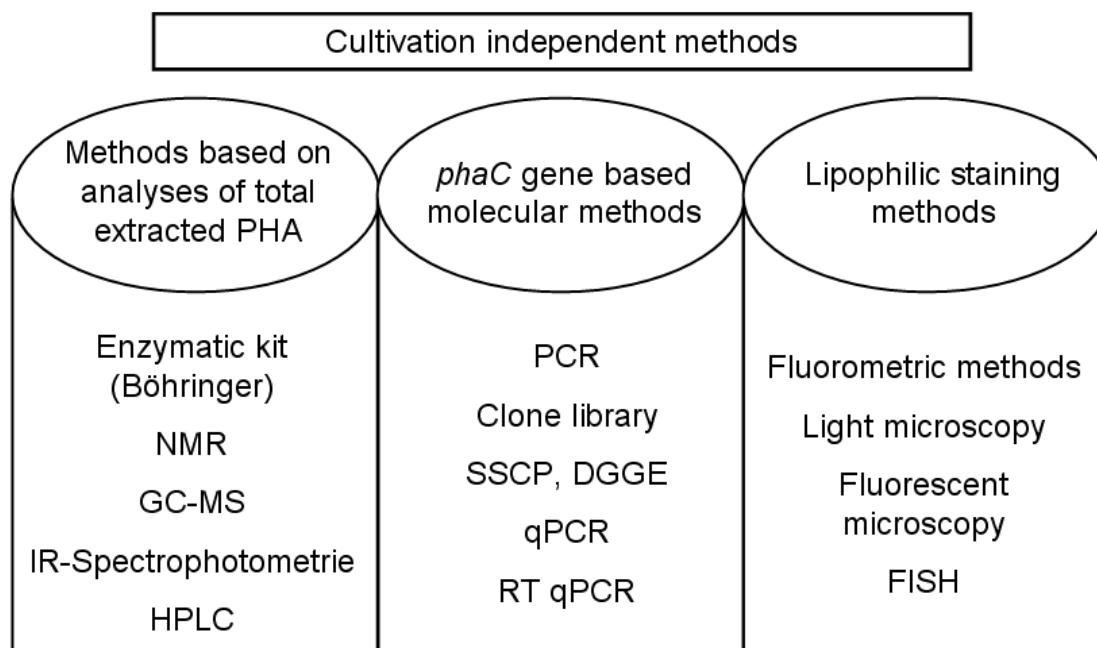 Cultivation independent methods
Methods based on
analyses of total
extracted PHA
phaC gene based
molecular methods
Lipophilic staining
methods
Enzymatic kit
(Böhringer)
NMR
GC-MS
IR-Spectrophotometrie
HPLC
PCR
Clone library
SSCP, DGGE
qPCR
RT qPCR
Fluorometric methods
Light microscopy
Fluorescent
microscopy
FISH